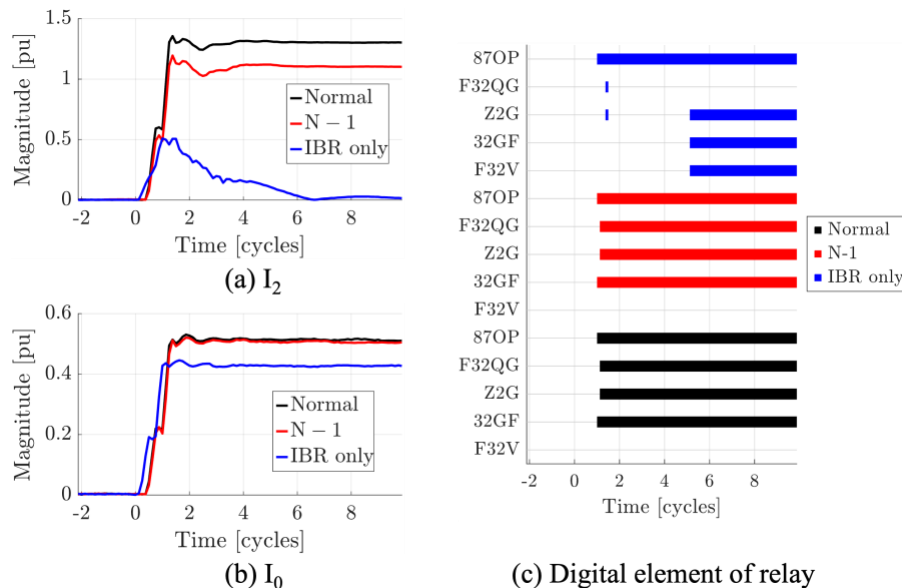 1.5
1
0.5
0
Magnitude [pu]
Normal
N − 1
IBR only
-2
0
2
4
6
8
Time [cycles]
(a) I₂
0.6
0.4
0.2
0
Magnitude [pu]
Normal
N − 1
IBR only
-2
0
2
4
6
8
Time [cycles]
(b) I₀
87OP
F32QG
Z2G
32GF
F32V
87OP
F32QG
Z2G
32GF
F32V
87OP
F32QG
Z2G
32GF
F32V
Normal
N-1
IBR only
-2
0
2
4
6
8
Time [cycles]
(c) Digital element of relay